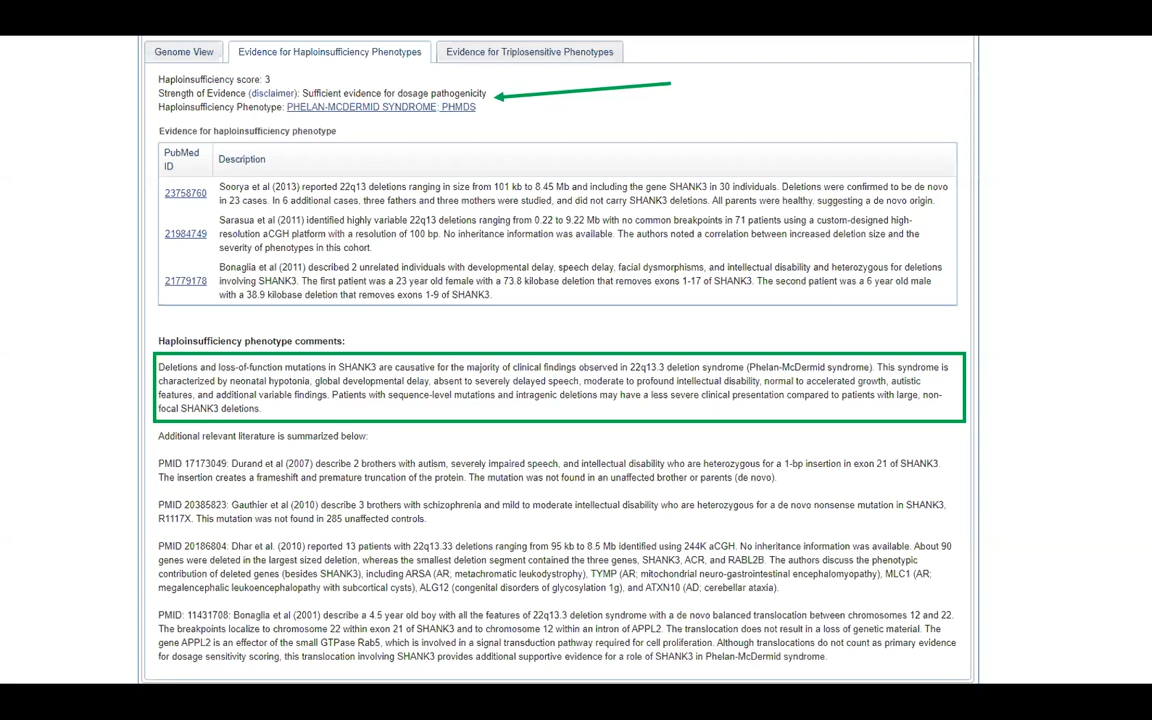 Genome View
Evidence for Haploinsufficiency Phenotypes
Evidence for Triplosensitive Phenotypes
Haploinsufficiency score: 3
Strength of Evidence (disclaimer): Sufficient evidence for dosage pathogenicity
Haploinsufficiency Phenotype: PHELAN-MCDERMID SYNDROME; PHMDS
Evidence for haploinsufficiency phenotype
PubMed
ID
Description
23758760
Soorya et al (2013) reported 22q13 deletions ranging in size from 101 kb to 8.45 Mb and including the gene SHANK3 in 30 individuals. Deletions were confirmed to be de novo
in 23 cases. In 6 additional cases, three fathers and three mothers were studied, and did not carry SHANK3 deletions. All parents were healthy, suggesting a de novo origin.
21984749
Sarasua et al (2011) identified highly variable 22q13 deletions ranging from 0.22 to 9.22 Mb with no common breakpoints in 71 patients using a custom-designed high-
resolution aCGH platform with a resolution of 100 bp. No inheritance information was available. The authors noted a correlation between increased deletion size and the
severity of phenotypes in this cohort.
21779178
Bonaglia et al (2011) described 2 unrelated individuals with developmental delay, speech delay, facial dysmorphisms, and intellectual disability and heterozygous for deletions
involving SHANK3. The first patient was a 23 year old female with a 73.8 kilobase deletion that removes exons 1-17 of SHANK3. The second patient was a 6 year old male
with a 38.9 kilobase deletion that removes exons 1-9 of SHANK3.
Haploinsufficiency phenotype comments:
Deletions and loss-of-function mutations in SHANK3 are causative for the majority of clinical findings observed in 22q13.3 deletion syndrome (Phelan-McDermid syndrome). This syndrome is
characterized by neonatal hypotonia, global developmental delay, absent to severely delayed speech, moderate to profound intellectual disability, normal to accelerated growth, autistic
features, and additional variable findings. Patients with sequence-level mutations and intragenic deletions may have a less severe clinical presentation compared to patients with large, non-
focal SHANK3 deletions.
Additional relevant literature is summarized below:
PMID 17173049: Durand et al (2007) describe 2 brothers with autism, severely impaired speech, and intellectual disability who are heterozygous for a 1-bp insertion in exon 21 of SHANK3.
The insertion creates a frameshift and premature truncation of the protein. The mutation was not found in an unaffected brother or parents (de novo).
PMID 20385823: Gauthier et al (2010) describe 3 brothers with schizophrenia and mild to moderate intellectual disability who are heterozygous for a de novo nonsense mutation in SHANK3,
R1117X. This mutation was not found in 285 unaffected controls.
PMID 20186804: Dhar et al. (2010) reported 13 patients with 22q13.33 deletions ranging from 95 kb to 8.5 Mb identified using 244K aCGH. No inheritance information was available. About 90
genes were deleted in the largest sized deletion, whereas the smallest deletion segment contained the three genes, SHANK3, ACR, and RABL2B. The authors discuss the phenotypic
contribution of deleted genes (besides SHANK3), including ARSA (AR; metachromatic leukodystrophy), TYMP (AR; mitochondrial neuro-gastrointestinal encephalomyopathy), MLC1 (AR;
megalencephalic leukoencephalopathy with subcortical cysts), ALG12 (congenital disorders of glycosylation 1g), and ATXN10 (AD; cerebellar ataxia).
PMID: 11431708: Bonaglia et al (2001) describe a 4.5 year old boy with all the features of 22q13.3 deletion syndrome with a de novo balanced translocation between chromosomes 12 and 22.
The breakpoints localize to chromosome 22 within exon 21 of SHANK3 and to chromosome 12 within an intron of APPL2. The translocation does not result in a loss of genetic material. The
gene APPL2 is an effector of the small GTPase Rab5, which is involved in a signal transduction pathway required for cell proliferation. Although translocations do not count as primary evidence
for dosage sensitivity scoring, this translocation involving SHANK3 provides additional supportive evidence for a role of SHANK3 in Phelan-McDermid syndrome.